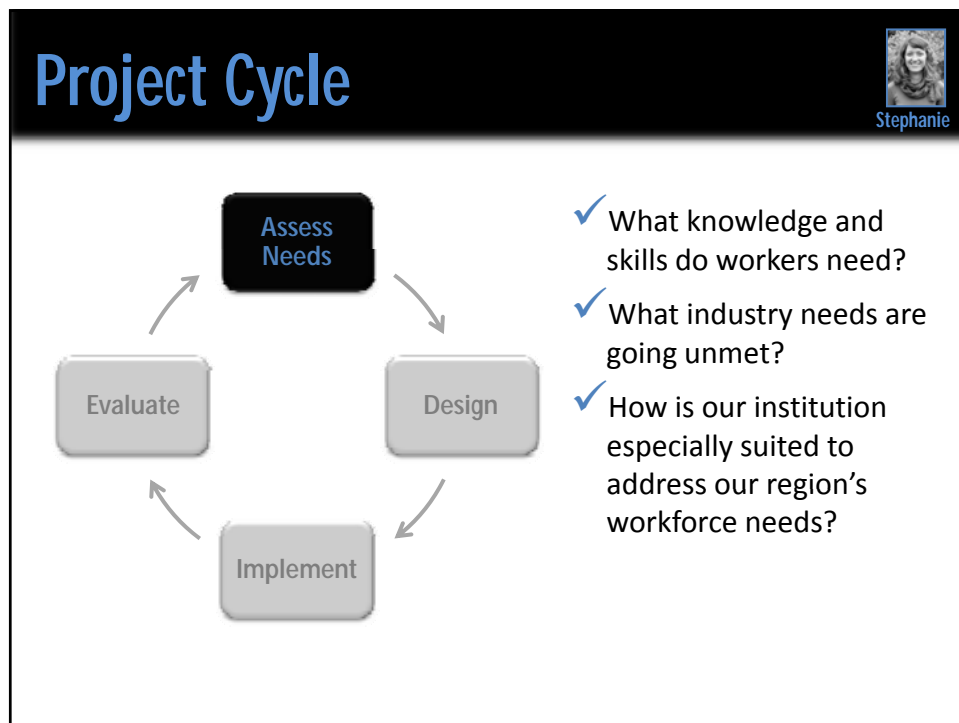 Project Cycle
Stephanie
Assess
Needs
Evaluate
Design
Implement
What knowledge and
skills do workers need?
What industry needs are
going unmet?
How is our institution
especially suited to
address our region's
workforce needs?